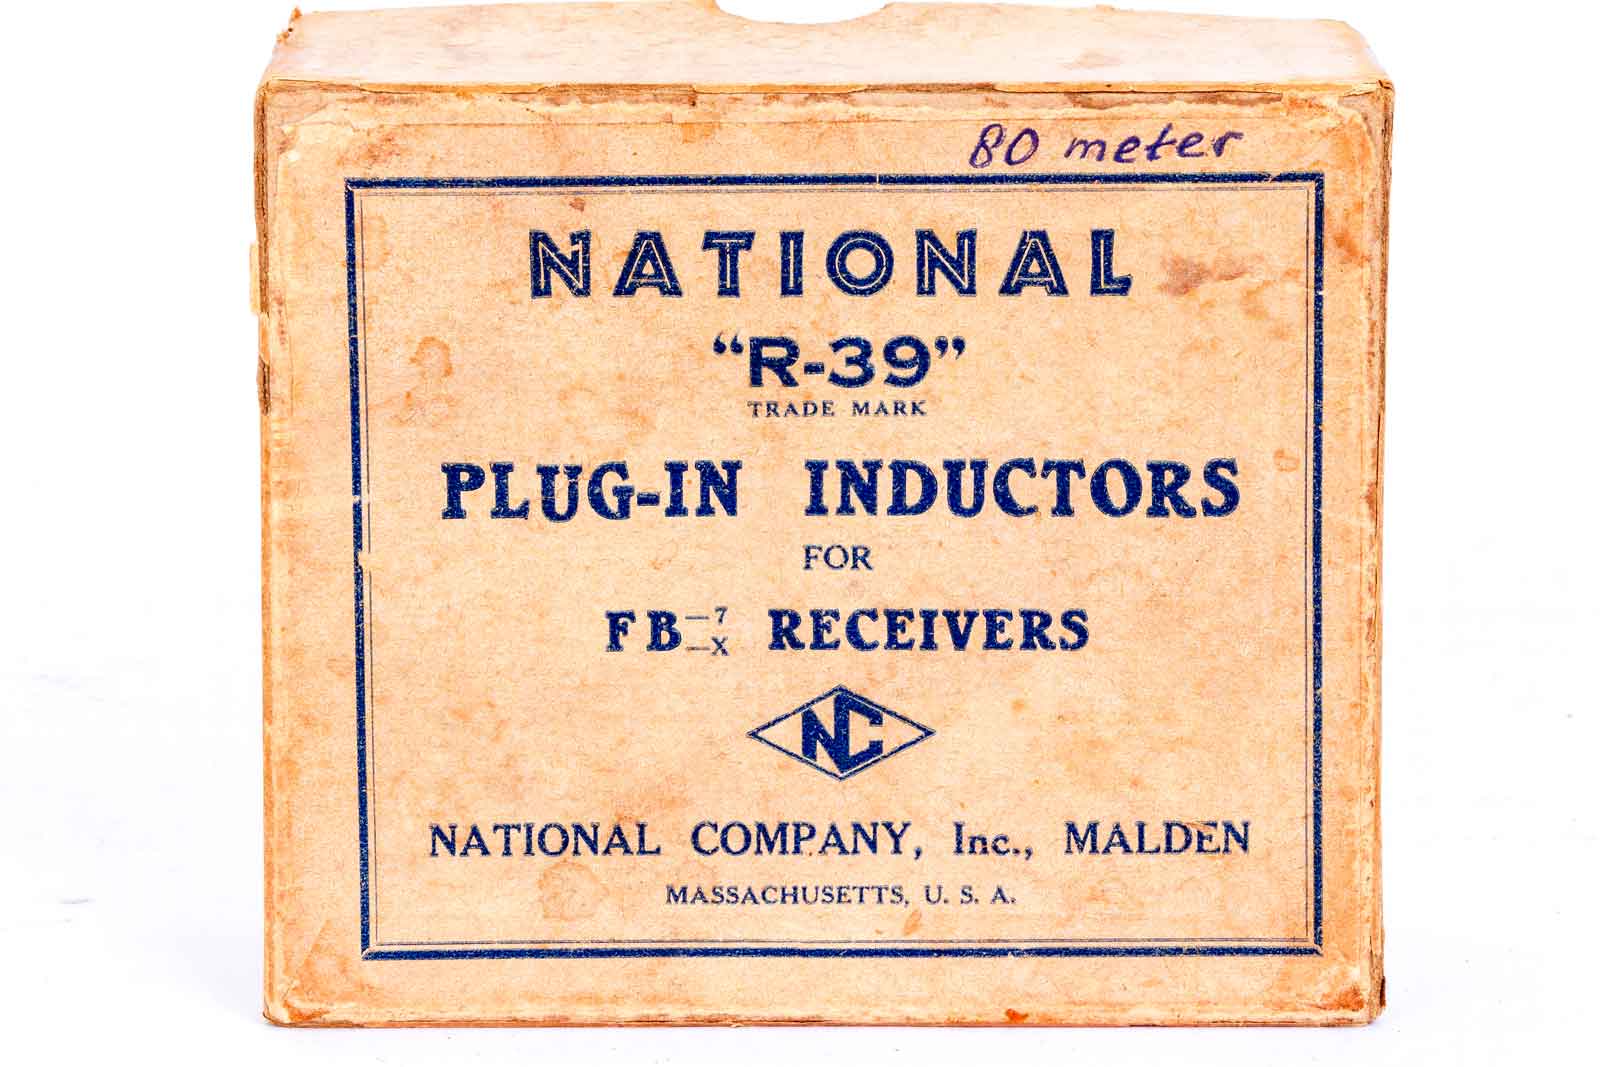 80 meter
NATIONAL
“R-39”
TRADE MARK
PLUG-IN INDUCTORS
FOR
FB -7 -X RECEIVERS
NC
NATIONAL COMPANY, Inc., MALDEN
MASSACHUSETTS, U. S. A.